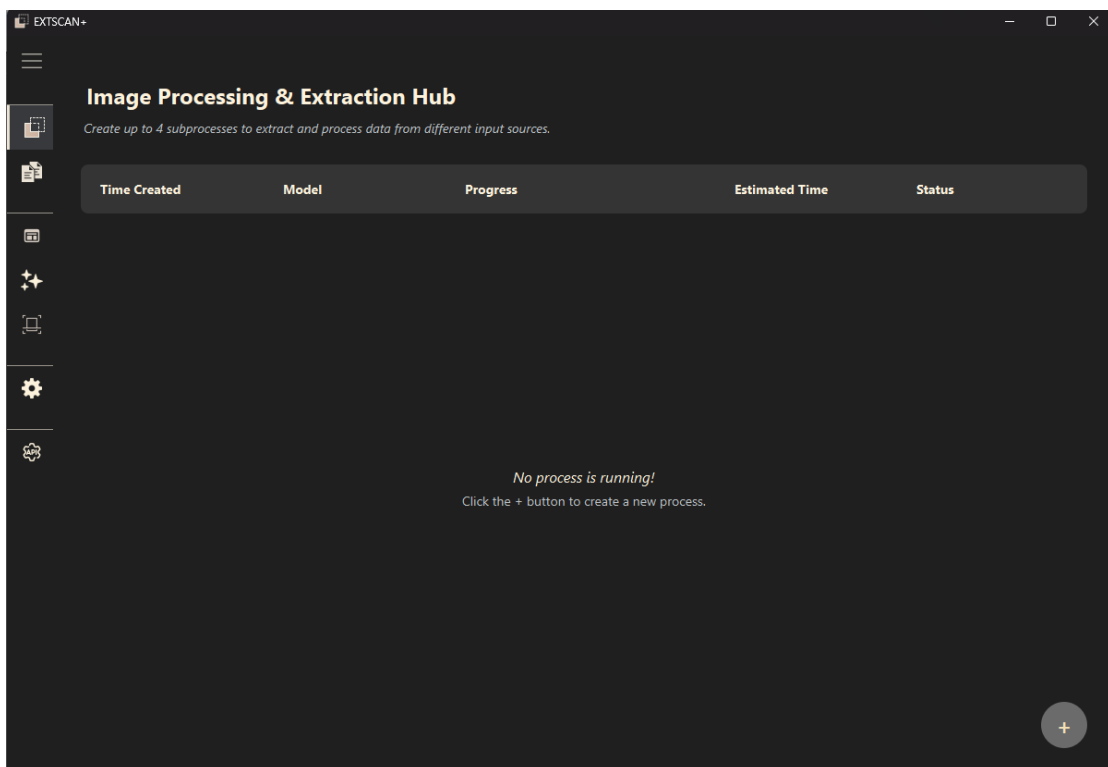 EXTSCAN+
Image Processing & Extraction Hub
Create up to 4 subprocesses to extract and process data from different input sources.
Time Created Model Progress Estimated Time Status
API
No process is running!
Click the + button to create a new process.
+